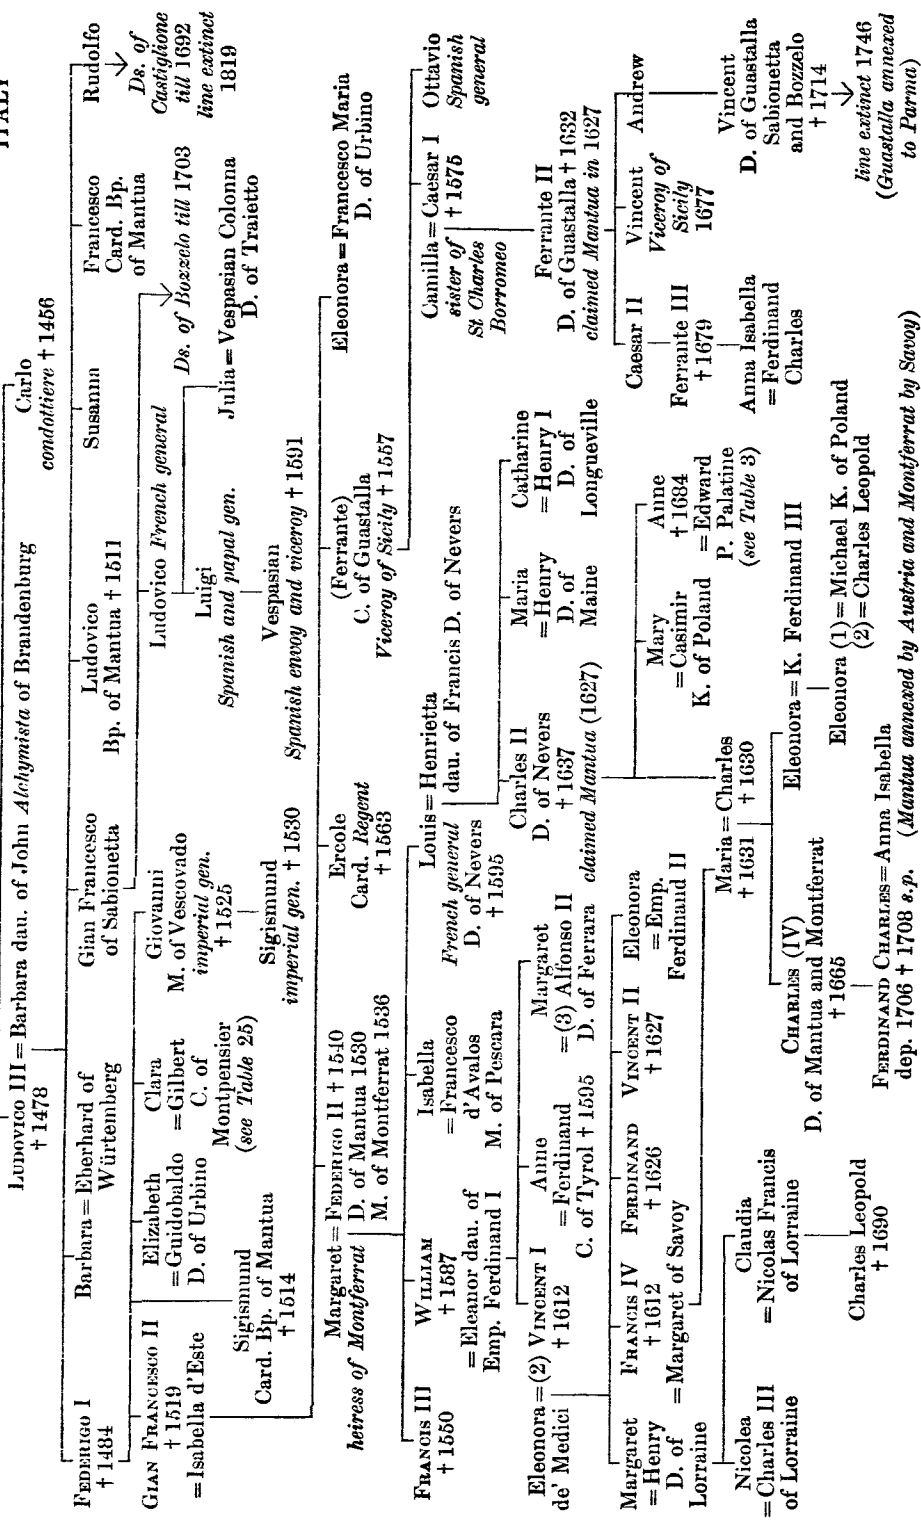 ITALY
LUDOVICO III = Barbara dau. of John Alchymista of Brandenburg
† 1478
Carlo
condottiere † 1456
FEDERIGO I
† 1484
Barbara = Eberhard of
Würtemberg
Gian Francesco
of Sabionetta
Ludovico
Bp. of Mantua † 1511
Susanna
Francesco
Card. Bp.
of Mantua
Rudolfo
Ds. of
Castiglione
till 1692
line extinct
1819
GIAN FRANCESCO II
† 1519
= Isabella d'Este
Elizabeth
= Guidobaldo
D. of Urbino
Clara
= Gilbert
C. of
Montpensier
(see Table 25)
Giovanni
M. of Vescovado
imperial gen.
† 1525
Sigismund
Card. Bp. of Mantua
† 1514
Sigismund
imperial gen. † 1530
Ludovico French general
Ds. of Bozzelo till 1703
Luigi
Spanish and papal gen.
Julia = Vespasian Colonna
D. of Traietto
Vespasian
Spanish envoy and viceroy † 1591
Margaret = FEDERIGO II † 1540
heiress of Montferrat
D. of Mantua 1530
M. of Montferrat 1536
Ercole
Card. Regent
† 1563
(Ferrante)
C. of Guastalla
Viceroy of Sicily † 1557
Eleonora = Francesco Maria
D. of Urbino
FRANCIS III
† 1550
WILLIAM
† 1587
= Eleanor dau. of
Emp. Ferdinand I
Isabella
= Francesco
d'Avalos
M. of Pescara
Louis = Henrietta
French general
D. of Nevers
† 1595
dau. of Francis D. of Nevers
Camilla = Caesar I
sister of
St Charles
Borromeo
† 1575
Ottavio
Spanish
general
Eleonora = (2) VINCENT I
de' Medici
† 1612
Anne
= Ferdinand
C. of Tyrol † 1595
Margaret
= (3) Alfonso II
D. of Ferrara
Charles II
D. of Nevers
† 1637
claimed Mantua (1627)
Maria
= Henry
D. of
Maine
Catharine
= Henry I
D. of
Longueville
Ferrante II
D. of Guastalla † 1632
claimed Mantua in 1627
Margaret
= Henry
D. of
Lorraine
FRANCIS IV
† 1612
= Margaret of Savoy
FERDINAND
† 1626
VINCENT II
† 1627
Eleonora
= Emp.
Ferdinand II
Mary
= Casimir
K. of Poland
Anne
† 1684
= Edward
P. Palatine
(see Table 3)
Caesar II
Ferrante III
† 1679
Anna Isabella
= Ferdinand
Charles
Vincent
Viceroy of
Sicily
1677
Andrew
Vincent
D. of Guastalla
Sabionetta
and Bozzelo
† 1714
line extinct 1746
(Guastalla annexed
to Parma)
Nicolea
= Charles III
of Lorraine
Claudia
= Nicolas Francis
of Lorraine
Charles Leopold
† 1690
Maria = Charles
† 1631
† 1630
CHARLES (IV)
D. of Mantua and Montferrat
† 1665
Eleonora = K. Ferdinand III
Eleonora (1) = Michael K. of Poland
(2) = Charles Leopold
FERDINAND CHARLES = Anna Isabella
dep. 1706 † 1708 s.p. (Mantua annexed by Austria and Montferrat by Savoy)